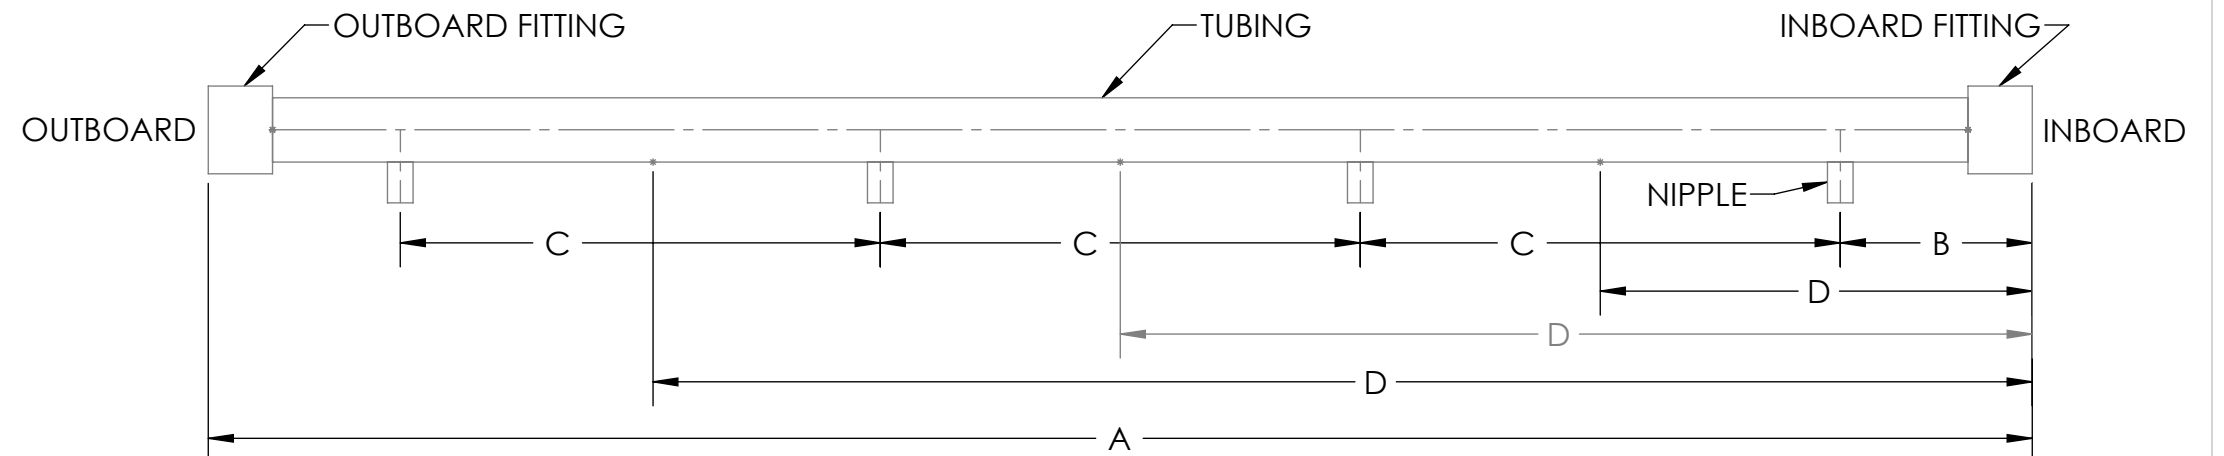 OUTBOARD FITTING
TUBING
INBOARD FITTING
OUTBOARD
INBOARD
NIPPLE
C
C
C
B
D
D
D
A